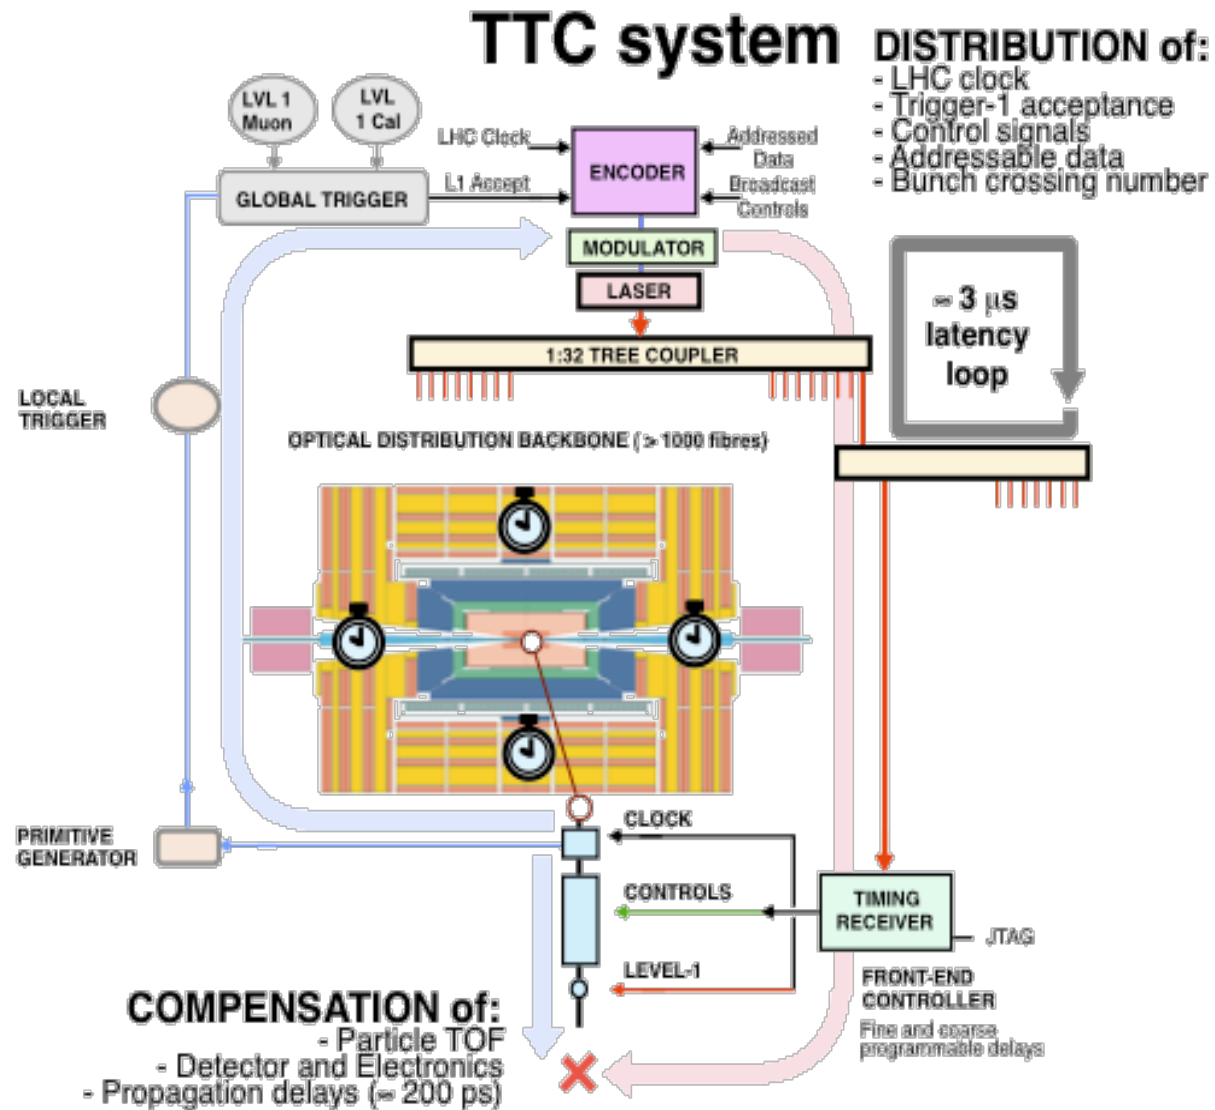 TTC system
DISTRIBUTION of:
- LHC clock
- Trigger-1 acceptance
- Control signals
- Addressable data
- Bunch crossing number
LVL 1
Muon
LVL
1 Cal
GLOBAL TRIGGER
LHC Clock
L1 Accept
ENCODER
Addressed
Data
Broadcast
Controls
MODULATOR
LASER
1:32 TREE COUPLER
~ 3 µs
latency
loop
LOCAL
TRIGGER
OPTICAL DISTRIBUTION BACKBONE (> 1000 fibres)
PRIMITIVE
GENERATOR
CLOCK
CONTROLS
LEVEL-1
TIMING
RECEIVER
JTAG
FRONT-END
CONTROLLER
Fine and coarse
programmable delays
COMPENSATION of:
- Particle TOF
- Detector and Electronics
- Propagation delays (~ 200 ps)